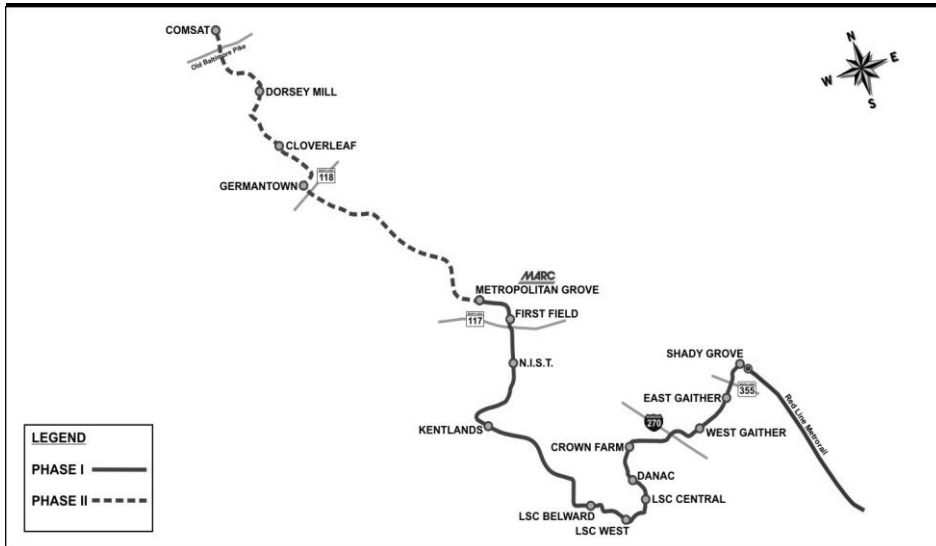 COMSAT
Old Baltimore Pike
N
E
W
S
DORSEY MILL
CLOVERLEAF
118
GERMANTOWN
MARC
METROPOLITAN GROVE
117
FIRST FIELD
N.I.S.T.
SHADY GROVE
M
355
EAST GAITHER
Red Line Metrorail
270
WEST GAITHER
KENTLANDS
CROWN FARM
DANAC
LSC CENTRAL
LSC BELWARD
LSC WEST
LEGEND
PHASE I
PHASE II